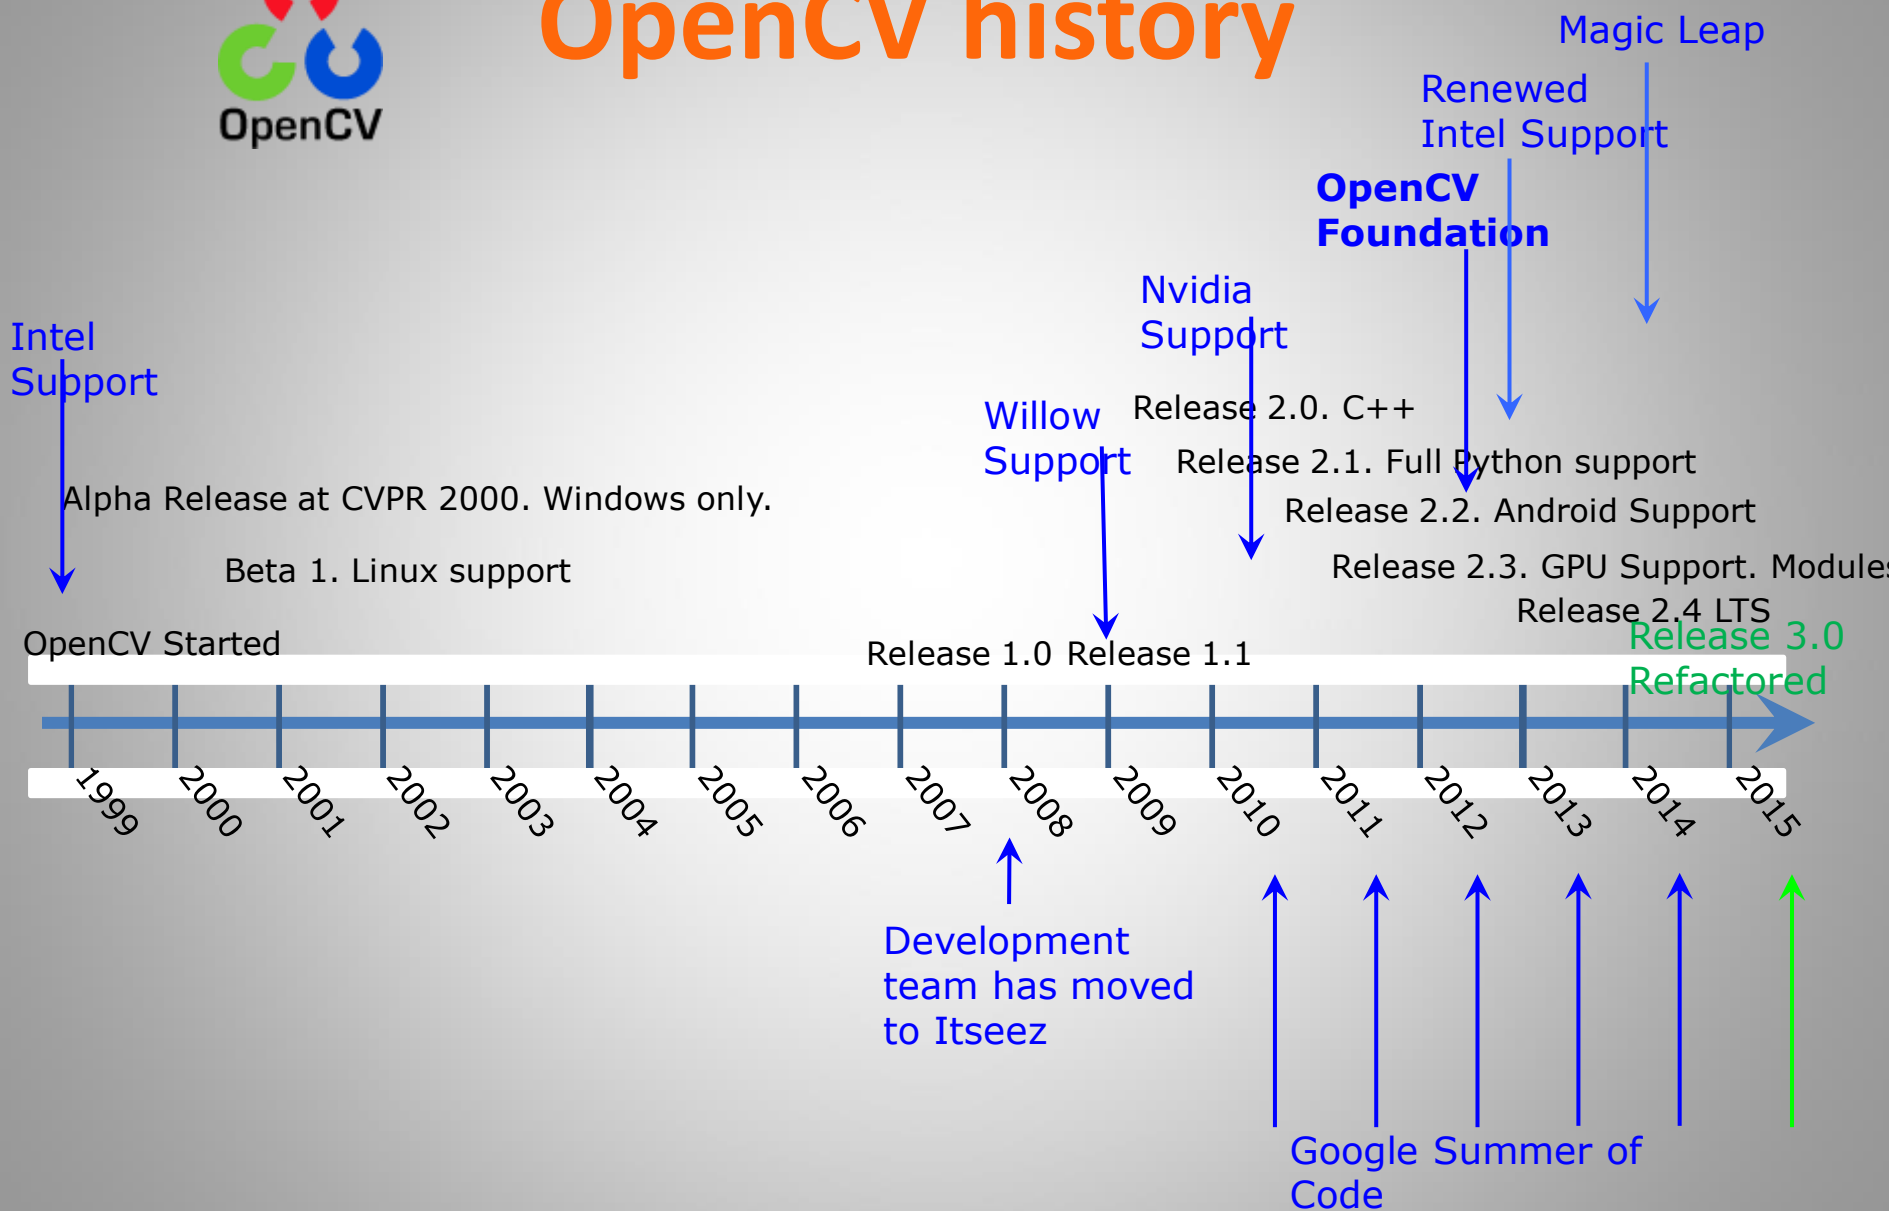 OpenCV history
OpenCV
Magic Leap
Renewed
Intel Support
OpenCV
Foundation
Nvidia
Support
Intel
Support
Willow
Support
Release 2.0. C++
Release 2.1. Full Python support
Alpha Release at CVPR 2000. Windows only.
Release 2.2. Android Support
Beta 1. Linux support
Release 2.3. GPU Support. Modules
Release 2.4 LTS
OpenCV Started
Release 1.0
Release 1.1
Release 3.0
Refactored
1999
2000
2001
2002
2003
2004
2005
2006
2007
2008
2009
2010
2011
2012
2013
2014
2015
Development
team has moved
to Itseez
Google Summer of
Code